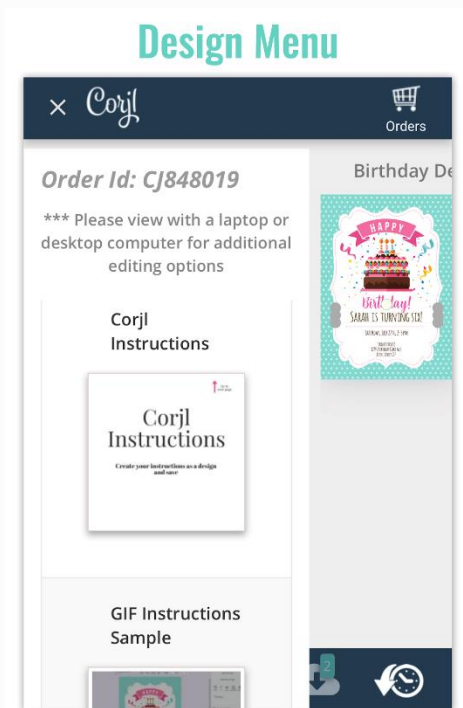 Design Menu
Corjl
Orders
Order Id: CJ848019
*** Please view with a laptop or
desktop computer for additional
editing options
Corjl
Instructions
Corjl
Instructions
Create your instructions as a design
and save
GIF Instructions
Sample
HAPPY
Birthday De
HAPPY
Birthday!
SARAH IS TURNING SIX!
2